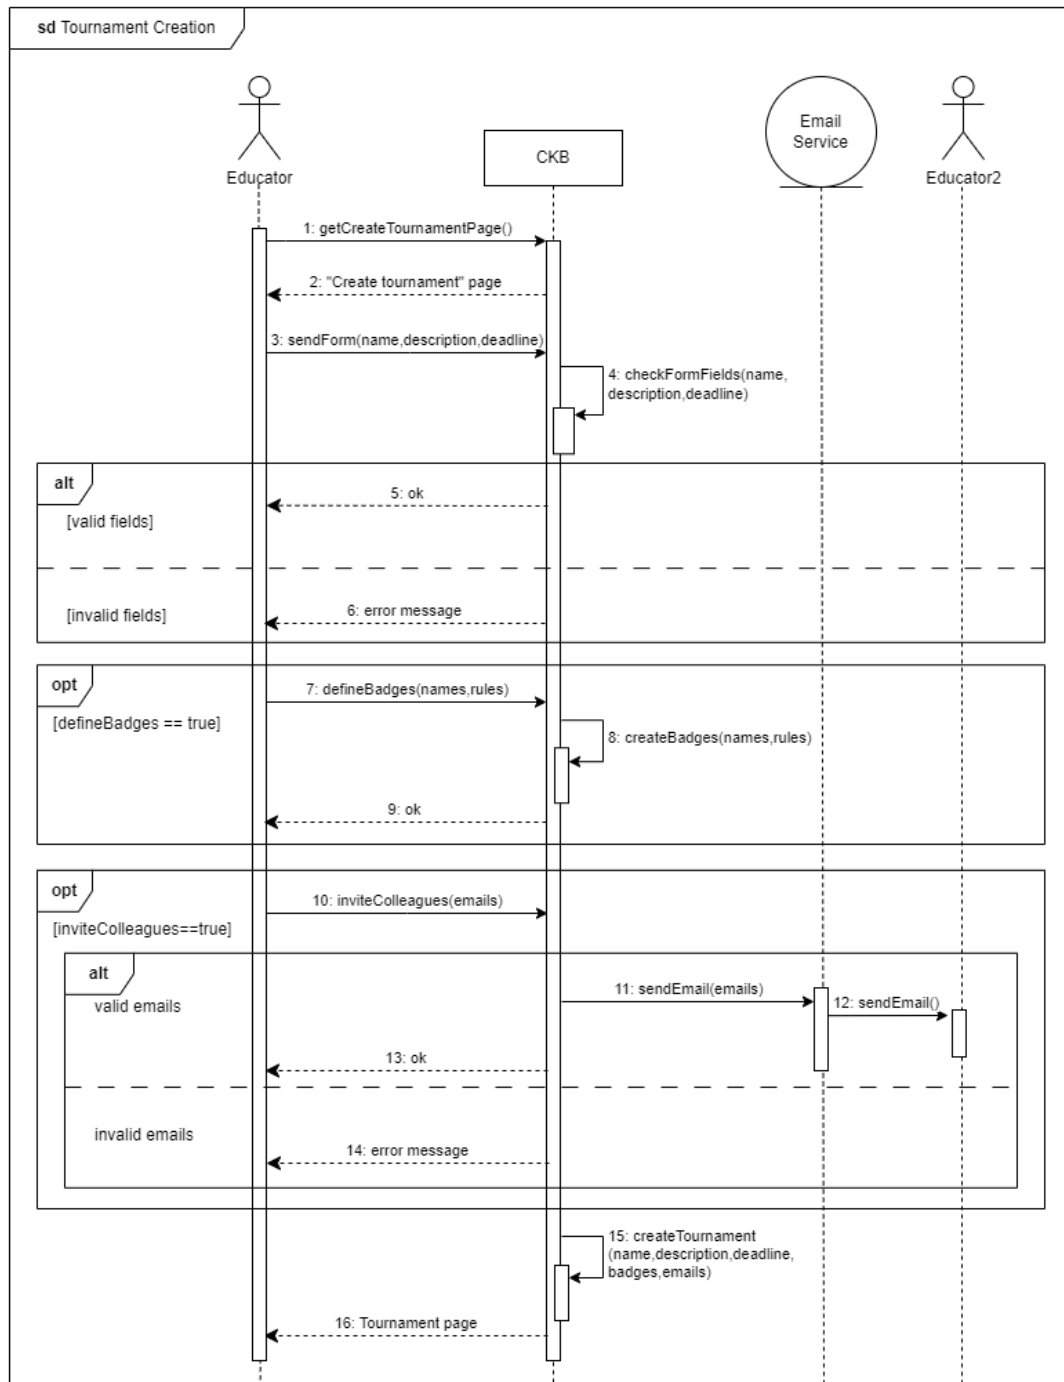 sd Tournament Creation
Email
Service
CKB
Educator
Educator2
1: getCreateTournamentPage()
2: "Create tournament" page
3: sendForm(name,description,deadline)
4: checkFormFields(name,
description,deadline)
alt
5: ok
[valid fields]
6: error message
[invalid fields]
opt
7: defineBadges(names,rules)
[defineBadges == true]
8: createBadges(names,rules)
9: ok
opt
10: inviteColleagues(emails)
[inviteColleagues==true]
alt
11: sendEmail(emails)
12: sendEmail()
valid emails
13: ok
invalid emails
14: error message
15: createTournament
(name,description,deadline,
badges,emails)
16: Tournament page